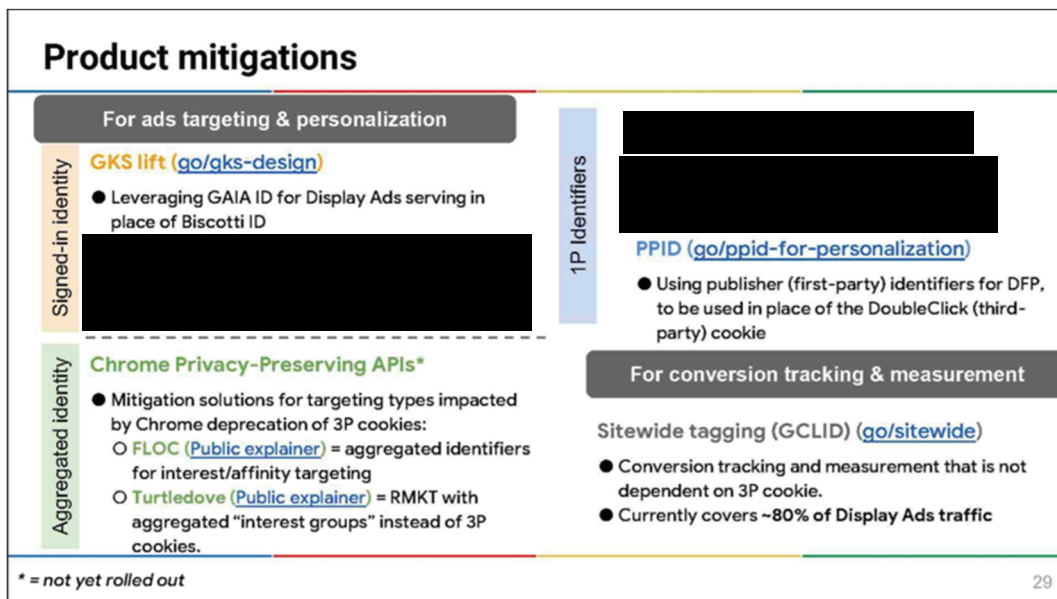 Product mitigations
For ads targeting & personalization
Signed-in identity
GKS lift (go/gks-design)
● Leveraging GAIA ID for Display Ads serving in
place of Biscotti ID
Aggregated identity
Chrome Privacy-Preserving APIs*
● Mitigation solutions for targeting types impacted
by Chrome deprecation of 3P cookies:
○ FLOC (Public explainer) = aggregated identifiers
for interest/affinity targeting
○ Turtledove (Public explainer) = RMKT with
aggregated “interest groups” instead of 3P
cookies.
1P Identifiers
PPID (go/ppid-for-personalization)
● Using publisher (first-party) identifiers for DFP,
to be used in place of the DoubleClick (third-
party) cookie
For conversion tracking & measurement
Sitewide tagging (GCLID) (go/sitewide)
● Conversion tracking and measurement that is not
dependent on 3P cookie.
● Currently covers ~80% of Display Ads traffic
* = not yet rolled out
29